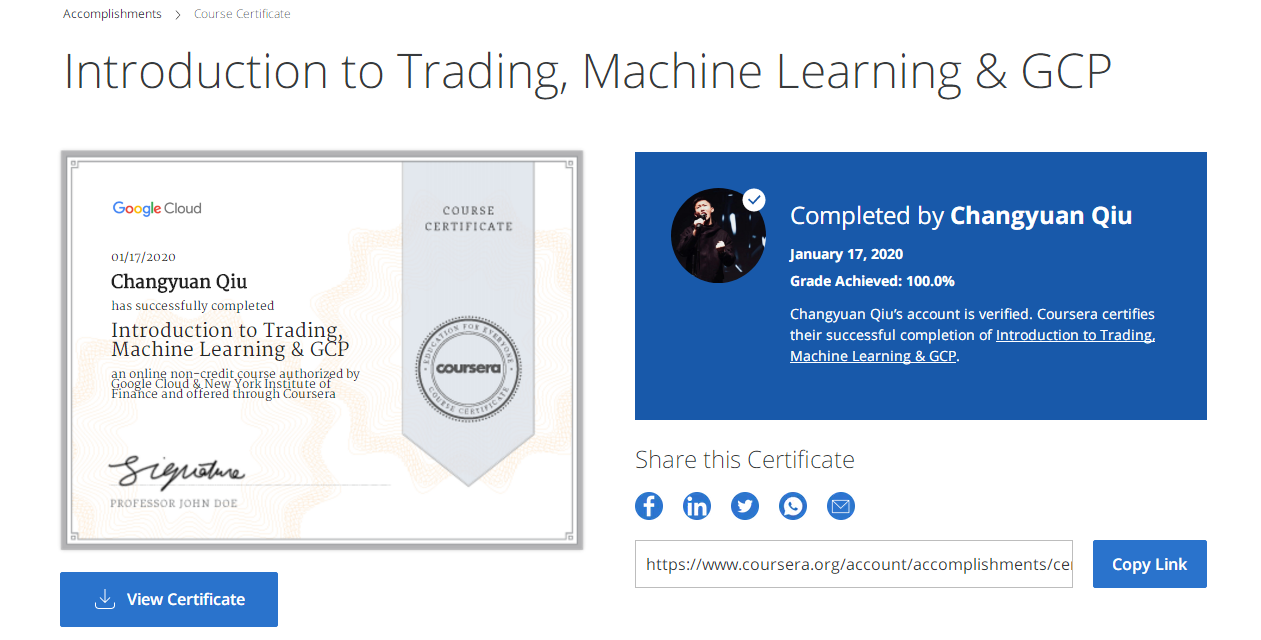 Accomplishments > Course Certificate
Introduction to Trading, Machine Learning & GCP
Google Cloud
01/17/2020
Changyuan Qiu
has successfully completed
Introduction to Trading,
Machine Learning & GCP
an online non-credit course authorized by
Google Cloud & New York Institute of
Finance and offered through Coursera
Signature
PROFESSOR JOHN DOE
COURSE
CERTIFICATE
EDUCATION FOR EVERYONE
coursera
COURSE CERTIFICATE
View Certificate
Completed by Changyuan Qiu
January 17, 2020
Grade Achieved: 100.0%
Changyuan Qiu's account is verified. Coursera certifies
their successful completion of Introduction to Trading,
Machine Learning & GCP.
Share this Certificate
https://www.coursera.org/account/accomplishments/cer
Copy Link